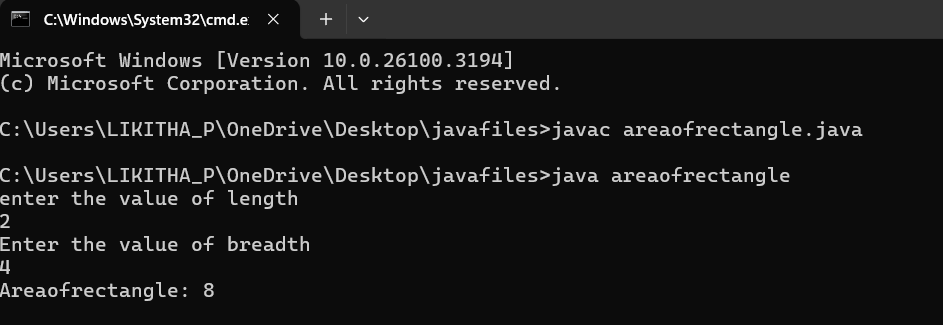 C:\Windows\System32\cmd.e
Microsoft Windows [Version 10.0.26100.3194]
(c) Microsoft Corporation. All rights reserved.
C:\Users\LIKITHA_P\OneDrive\Desktop\javafiles>javac areaofrectangle.java
C:\Users\LIKITHA_P\OneDrive\Desktop\javafiles>java areaofrectangle
enter the value of length
2
Enter the value of breadth
4
Areaofrectangle: 8